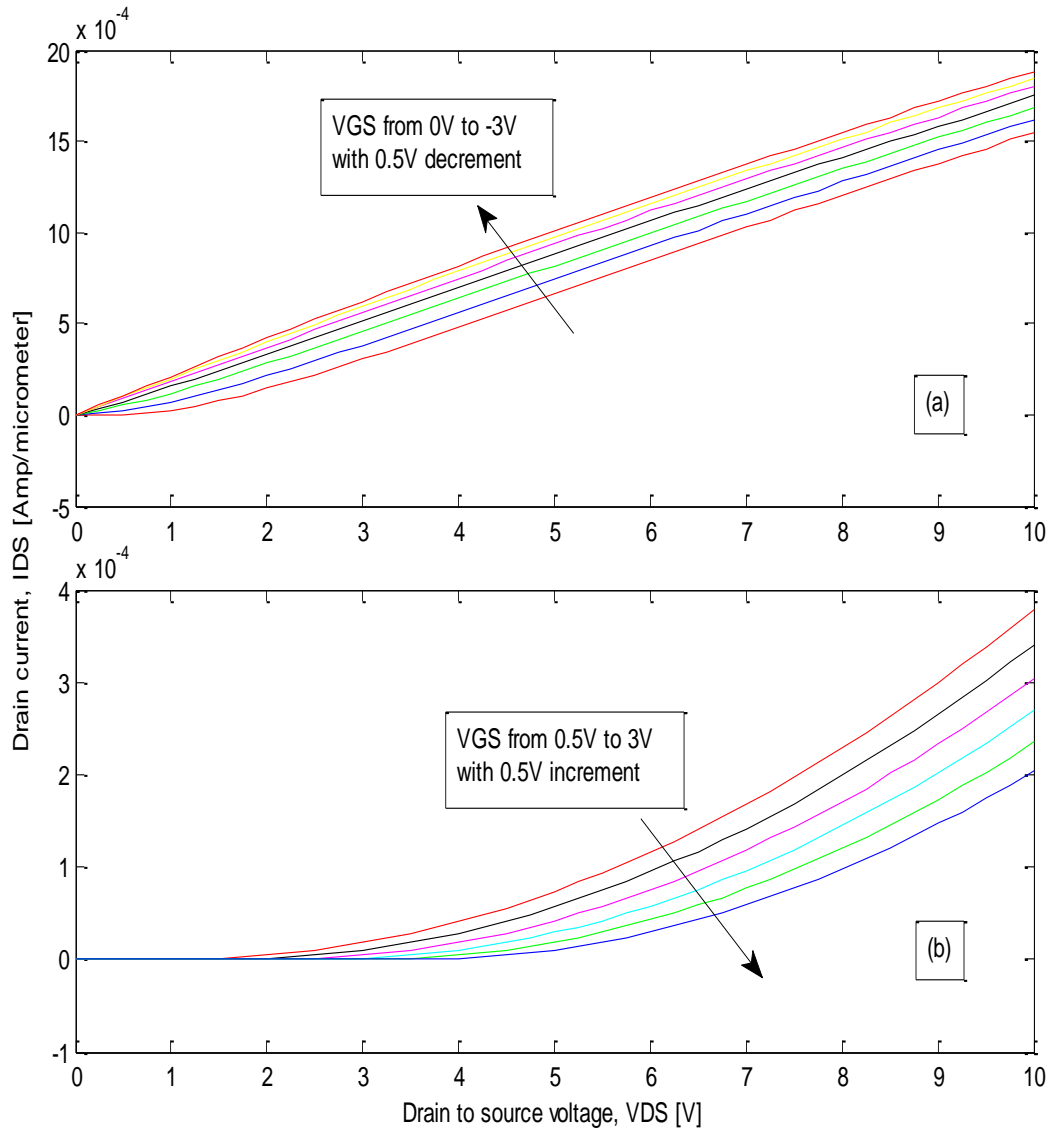 x 10
-4
20
15
10
5
0
-5
0 1 2 3 4 5 6 7 8 9 10
VGS from 0V to -3V
with 0.5V decrement
(a)
Drain current, IDS [Amp/micrometer]
x 10
-4
4
3
2
1
0
-1
0 1 2 3 4 5 6 7 8 9 10
VGS from 0.5V to 3V
with 0.5V increment
(b)
Drain to source voltage, VDS [V]